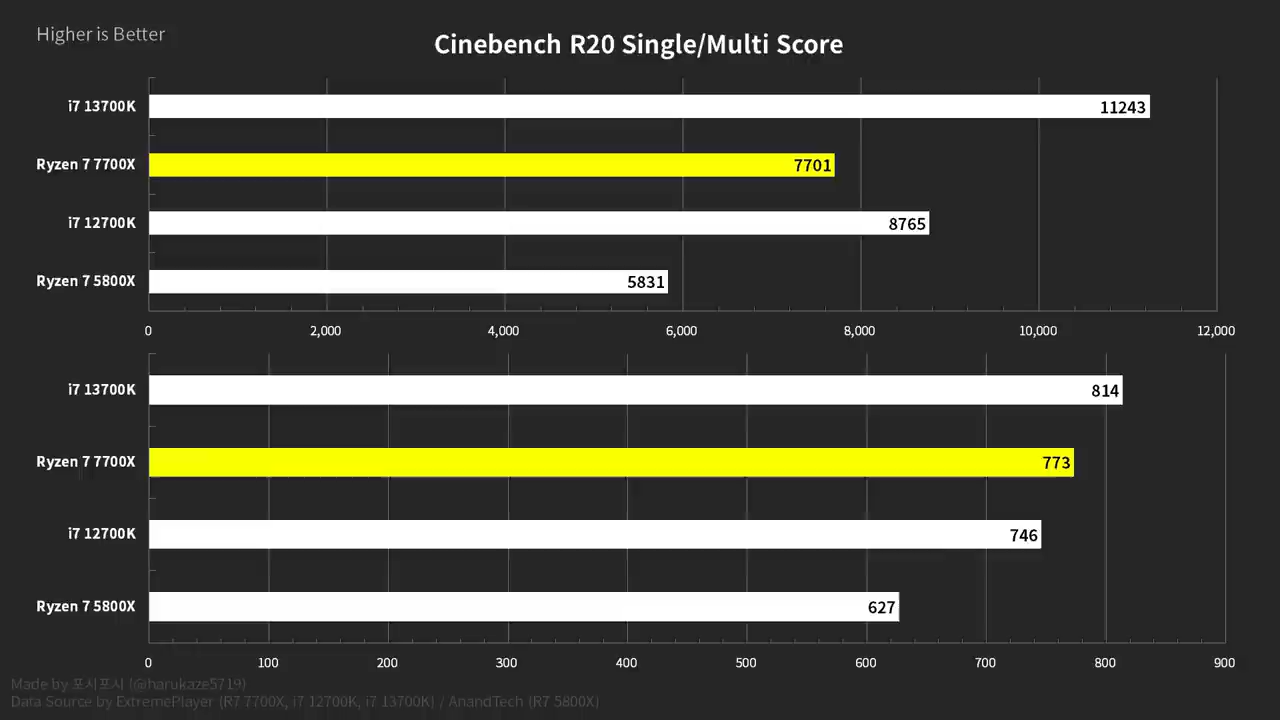 Higher is Better
Cinebench R20 Single/Multi Score
i7 13700K 11243
Ryzen 7 7700X 7701
i7 12700K 8765
Ryzen 7 5800X 5831
0 2,000 4,000 6,000 8,000 10,000 12,000
i7 13700K 814
Ryzen 7 7700X 773
i7 12700K 746
Ryzen 7 5800X 627
0 100 200 300 400 500 600 700 800 900
Made by 포시포시 (@harukaze5719)
Data Source by ExtremePlayer (R7 7700X, i7 12700K, i7 13700K) / AnandTech (R7 5800X)